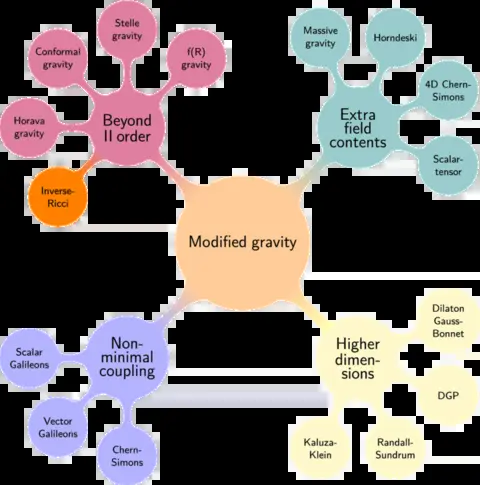 Stelle
gravity
Conformal
gravity
f(R)
gravity
Horava
gravity
Beyond
II order
Inverse-
Ricci
Massive
gravity
Horndeski
4D Chern-
Simons
Extra
field
contents
Scalar-
tensor
Modified gravity
Non-
minimal
coupling
Scalar
Galileons
Vector
Galileons
Chern-
Simons
Higher
dimen-
sions
Dilaton
Gauss-
Bonnet
DGP
Kaluza-
Klein
Randall-
Sundrum